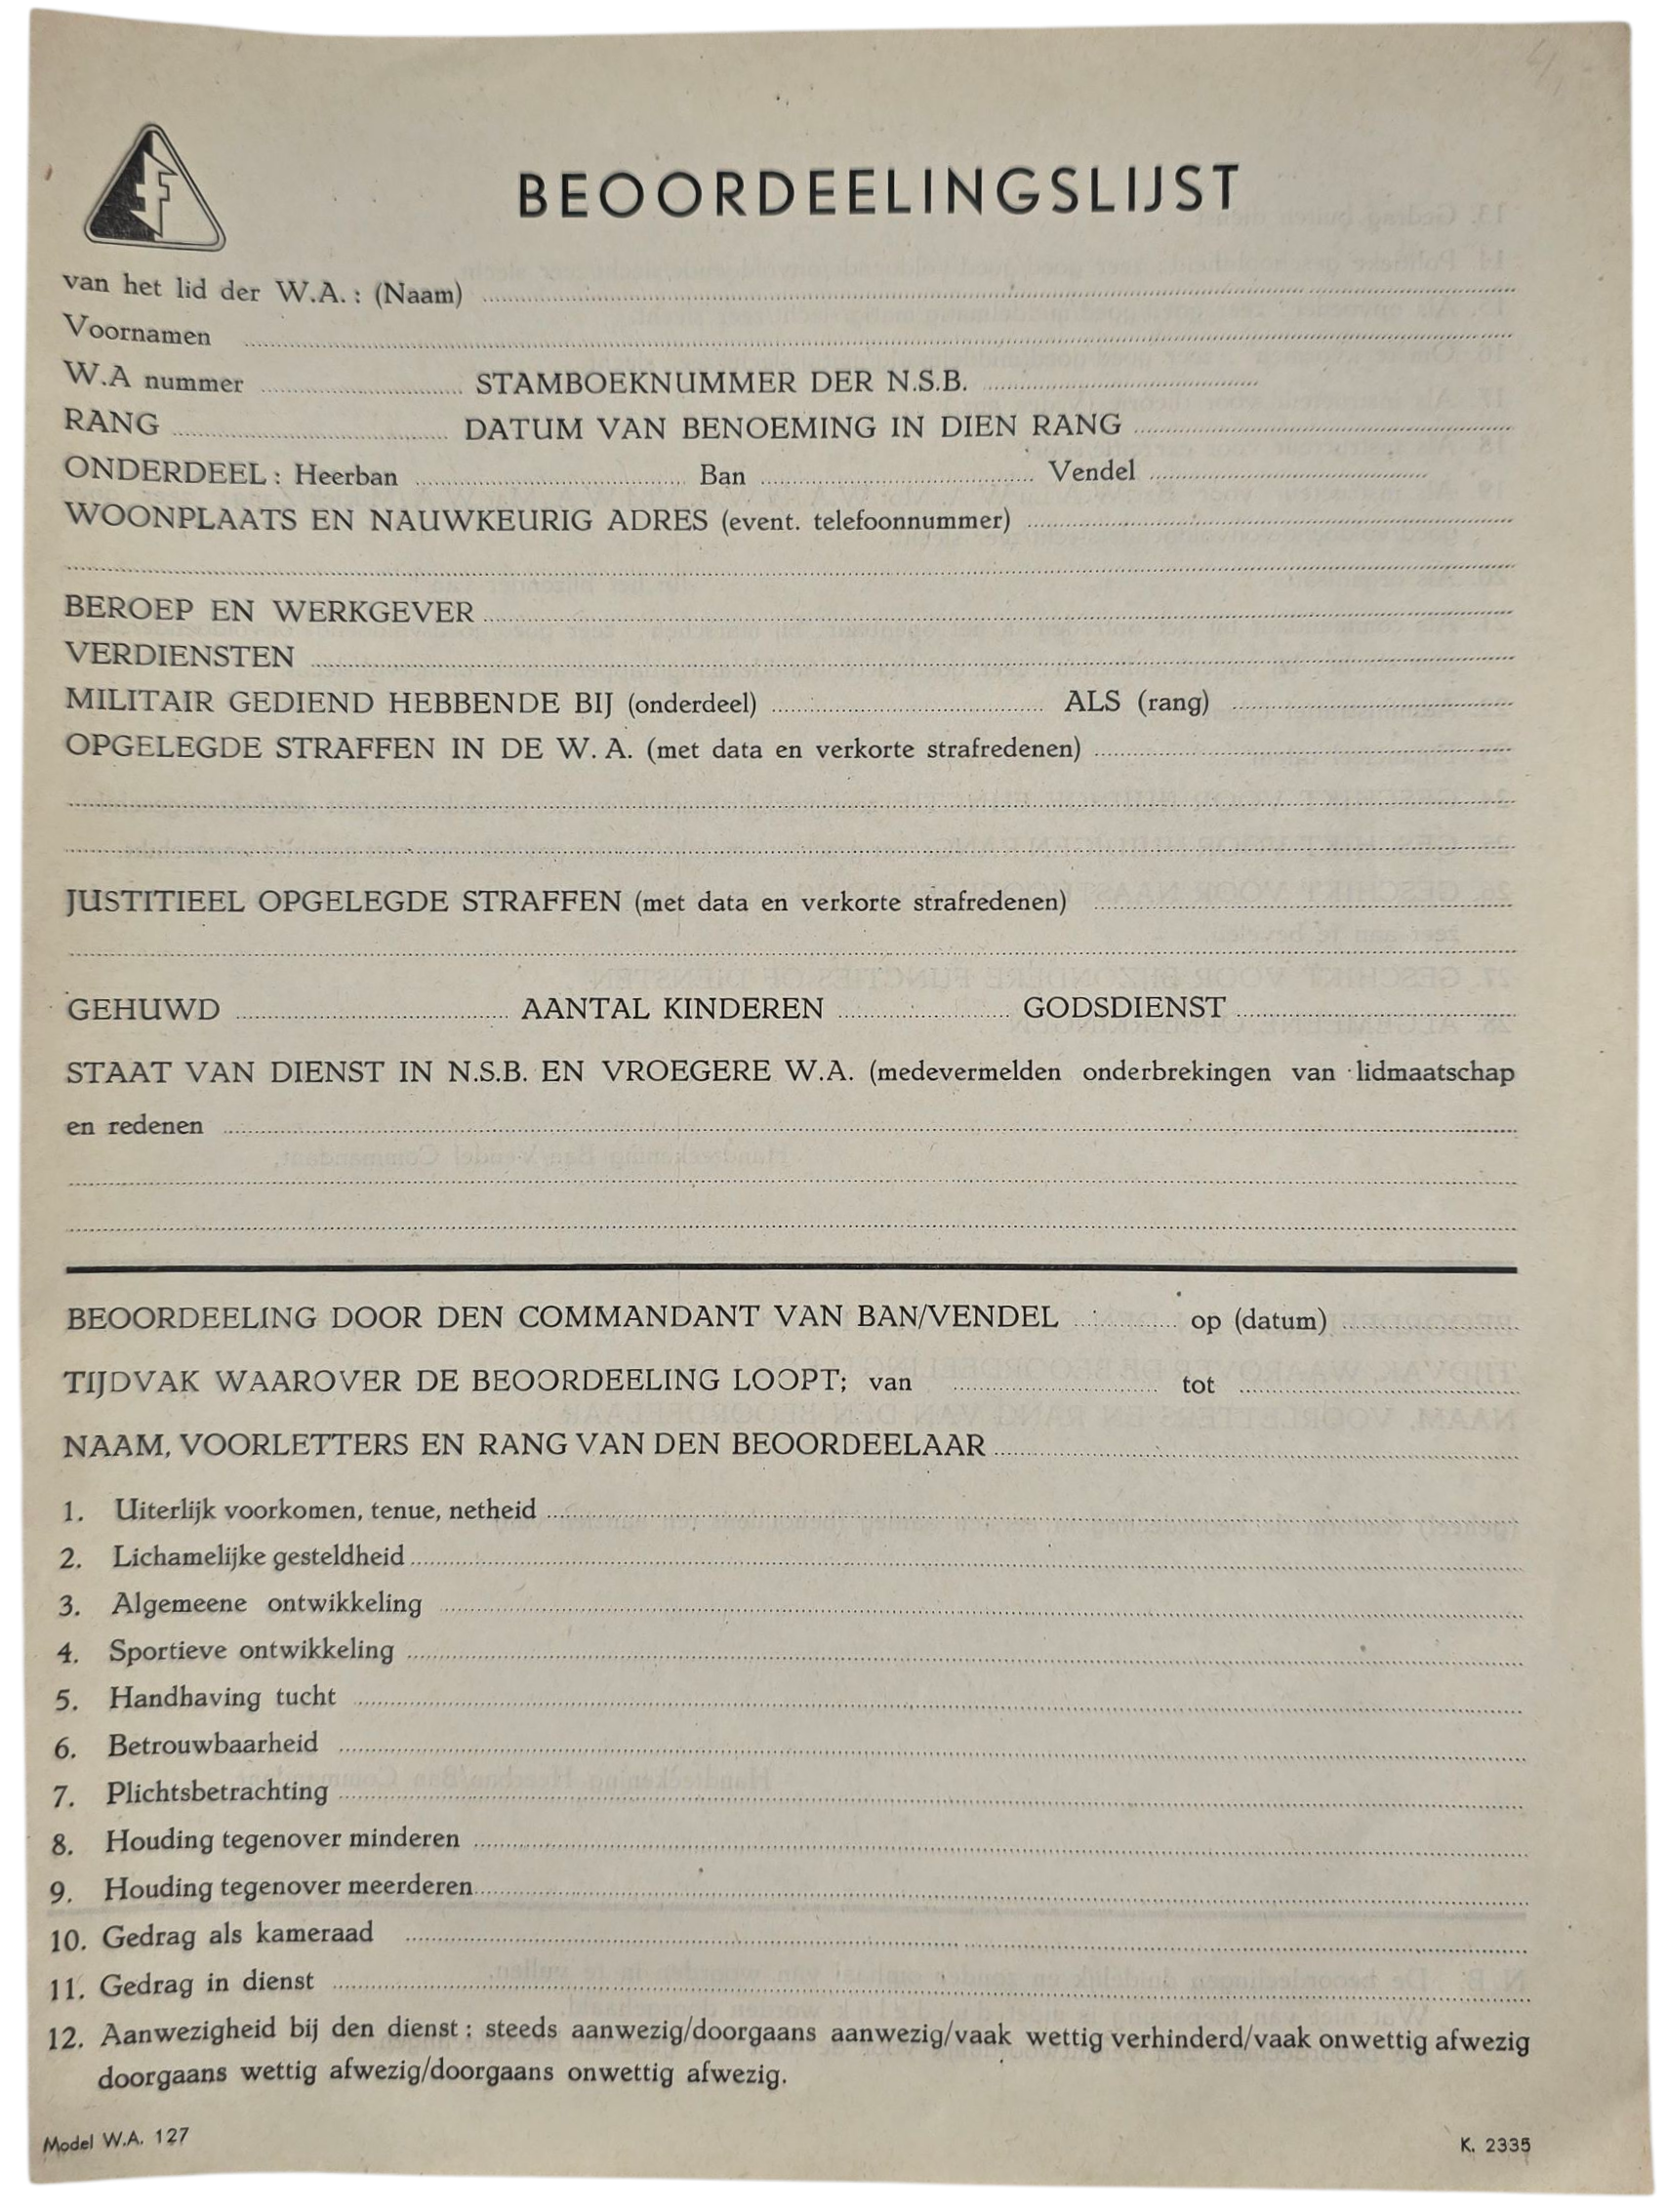 BEOORDEELINGSLIJST
van het lid der W.A. : (Naam)
Voornamen
W.A nummer STAMBOEKNUMMER DER N.S.B.
RANG DATUM VAN BENOEMING IN DIEN RANG
ONDERDEEL : Heerban Ban Vendel
WOONPLAATS EN NAUWKEURIG ADRES (event. telefoonnummer)
BEROEP EN WERKGEVER
VERDIENSTEN
MILITAIR GEDIEND HEBBENDE BIJ (onderdeel) ALS (rang)
OPGELEGDE STRAFFEN IN DE W. A. (met data en verkorte strafredenen)
JUSTITIEEL OPGELEGDE STRAFFEN (met data en verkorte strafredenen)
GEHUWD AANTAL KINDEREN GODSDIENST
STAAT VAN DIENST IN N.S.B. EN VROEGERE W.A. (medevermelden onderbrekingen van lidmaatschap
en redenen
BEOORDEELING DOOR DEN COMMANDANT VAN BAN/VENDEL op (datum)
TIJDVAK WAAROVER DE BEOORDEELING LOOPT; van tot
NAAM, VOORLETTERS EN RANG VAN DEN BEOORDEELAAR
1. Uiterlijk voorkomen, tenue, netheid
2. Lichamelijke gesteldheid
3. Algemeene ontwikkeling
4. Sportieve ontwikkeling
5. Handhaving tucht
6. Betrouwbaarheid
7. Plichtsbetrachting
8. Houding tegenover minderen
9. Houding tegenover meerderen
10. Gedrag als kameraad
11. Gedrag in dienst
12. Aanwezigheid bij den dienst : steeds aanwezig/doorgaans aanwezig/vaak wettig verhinderd/vaak onwettig afwezig
doorgaans wettig afwezig/doorgaans onwettig afwezig.
Model W.A. 127 K. 2335